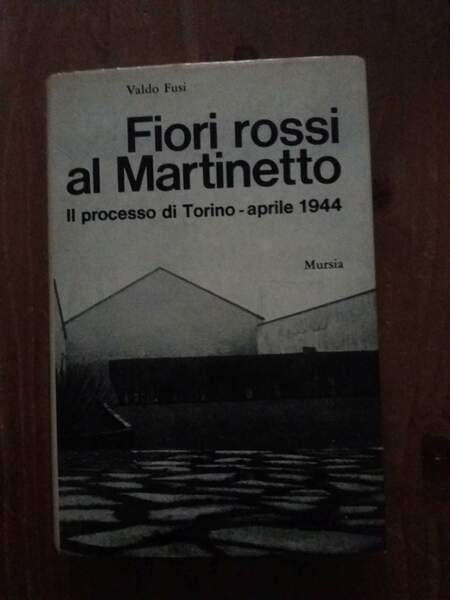 Valdo Fusi
Fiori rossi
al Martinetto
Il processo di Torino - aprile 1944
Mursia